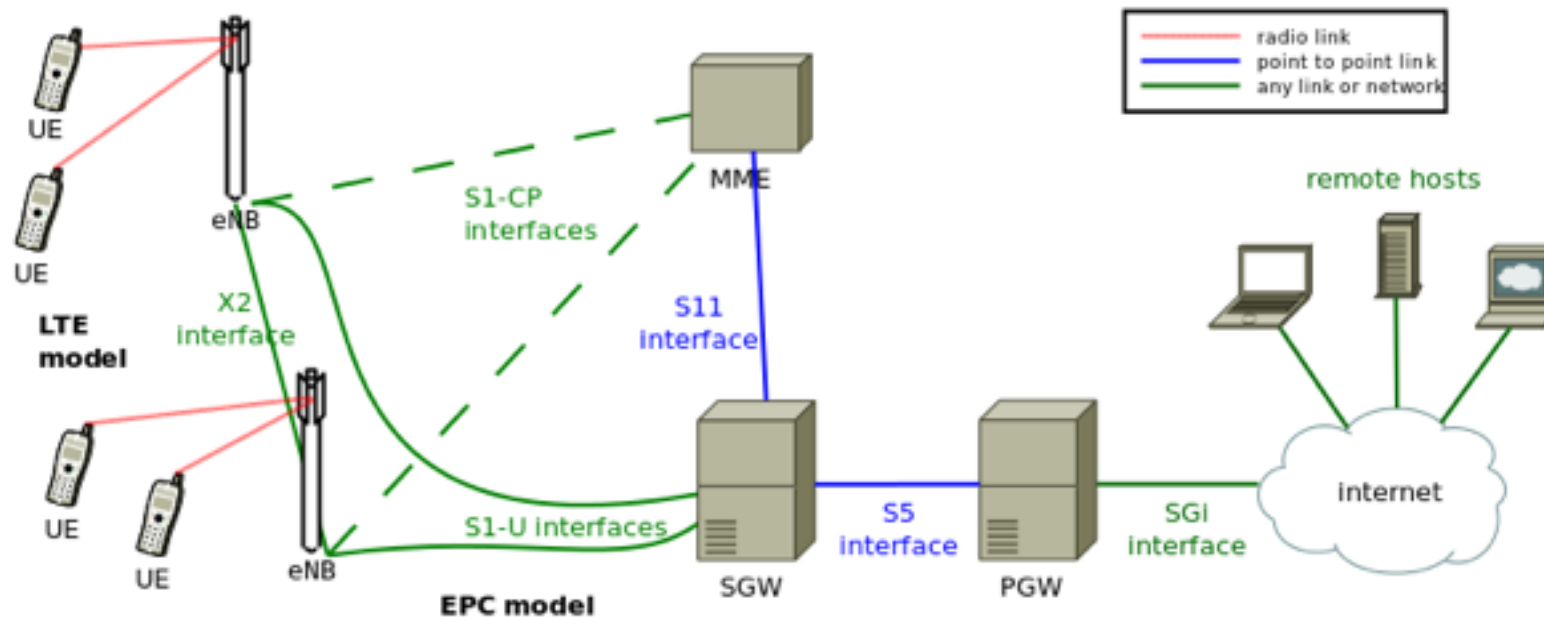 radio link
point to point link
any link or network
UE
UE
eNB
MME
S1-CP
interfaces
remote hosts
X2
interface
LTE
model
S11
interface
UE
UE
eNB
S1-U interfaces
SGW
S5
interface
PGW
SGi
interface
internet
EPC model